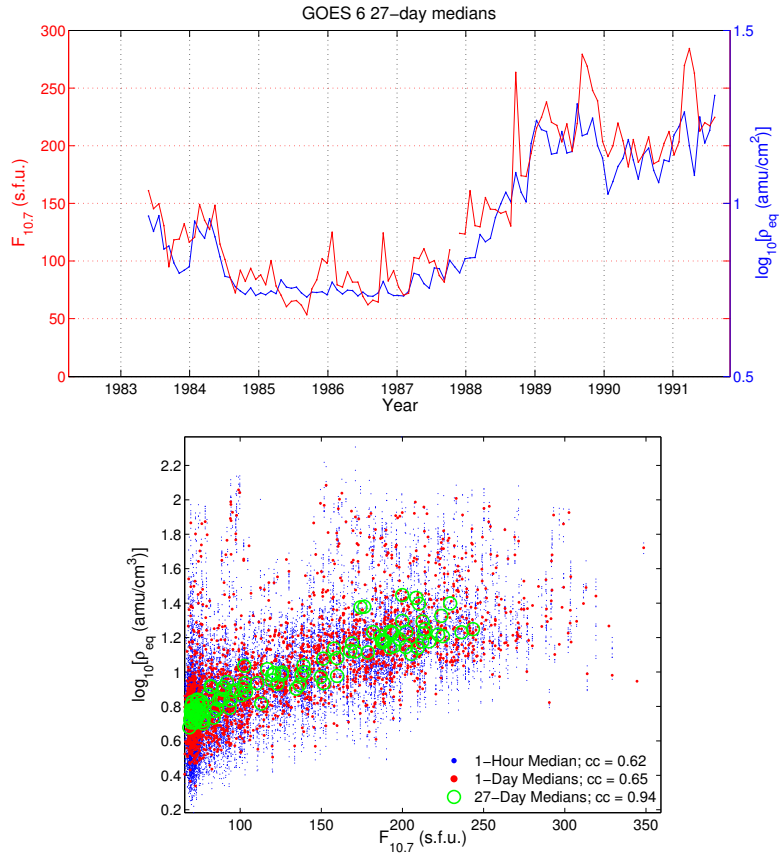 GOES 6 27−day medians
300
250
200
150
100
50
0
F10.7 (s.f.u.)
1.5
1
0.5
log10[ρeq (amu/cm2)]
1983 1984 1985 1986 1987 1988 1989 1990 1991
Year
2.2
2
1.8
1.6
1.4
1.2
1
0.8
0.6
0.4
0.2
log10[ρeq (amu/cm3)]
1−Hour Median; cc = 0.62
1−Day Medians; cc = 0.65
27−Day Medians; cc = 0.94
100 150 200 250 300 350
F10.7 (s.f.u.)